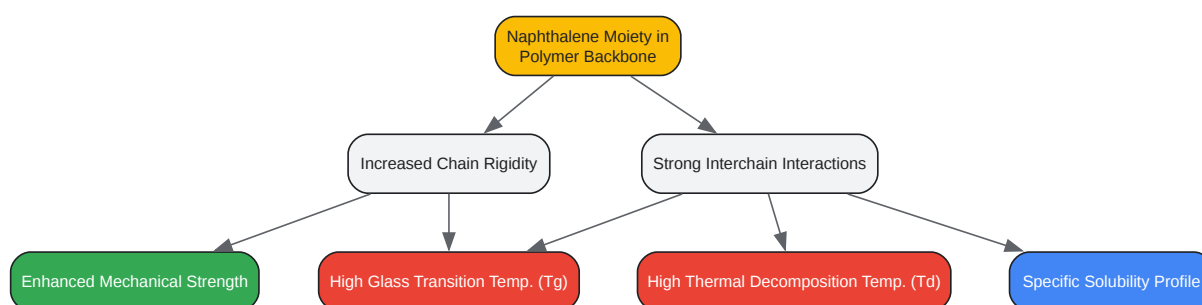 Naphthalene Moiety in
Polymer Backbone
Increased Chain Rigidity
Strong Interchain Interactions
Enhanced Mechanical Strength
High Glass Transition Temp. (Tg)
High Thermal Decomposition Temp. (Td)
Specific Solubility Profile